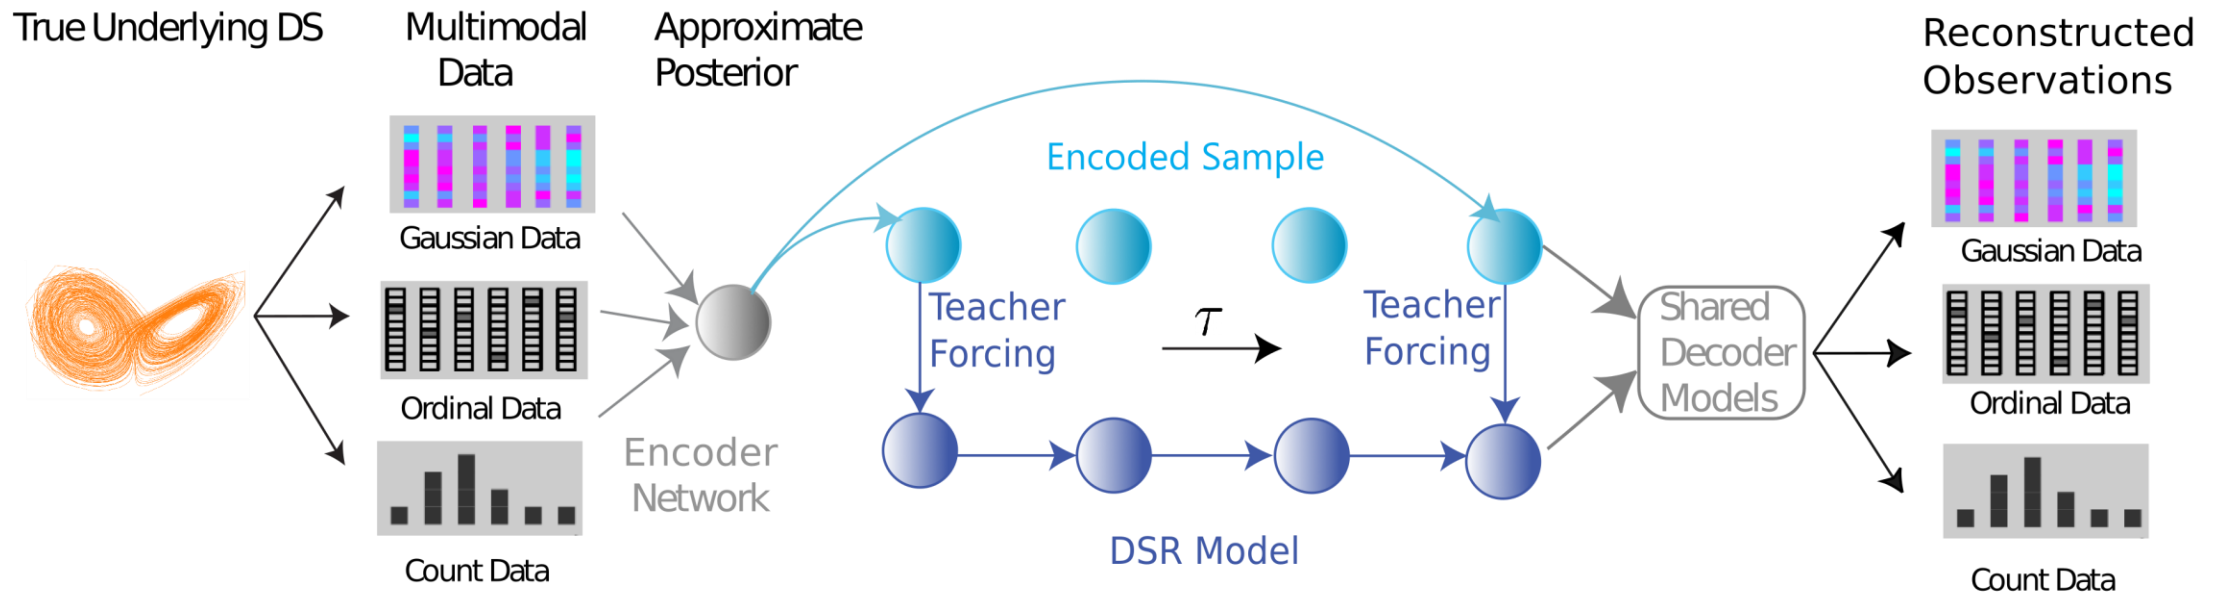 True Underlying DS
Multimodal
Data
Approximate
Posterior
Reconstructed
Observations
Gaussian Data
Ordinal Data
Count Data
Encoder
Network
Encoded Sample
Teacher
Forcing
τ
Teacher
Forcing
DSR Model
Shared
Decoder
Models
Gaussian Data
Ordinal Data
Count Data